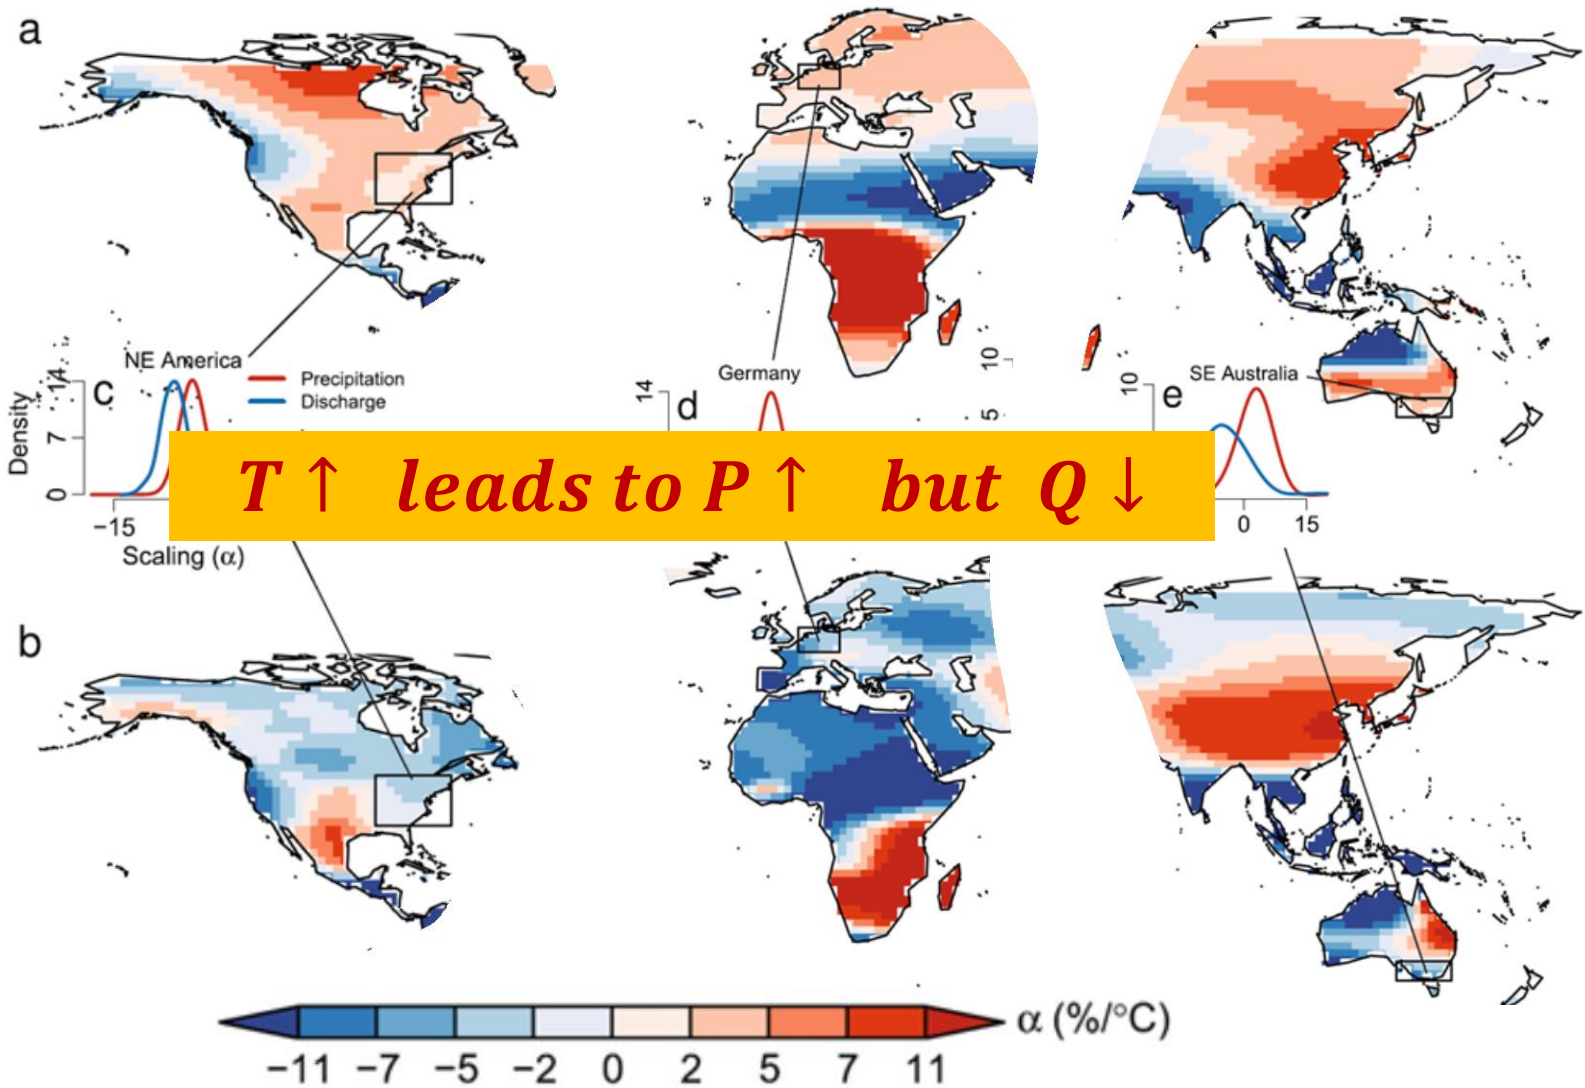 a
NE America
Precipitation
Discharge
c
Density
14
7
0
−15
Scaling (α)
Germany
14
d
10
5
SE Australia
10
e
0
15
T ↑ leads to P ↑ but Q ↓
b
−11 −7 −5 −2 0 2 5 7 11
α (%/°C)